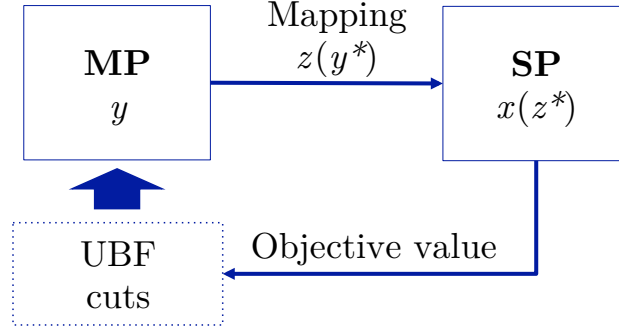 MP
y
Mapping
z(y*)
SP
x(z*)
UBF
cuts
Objective value